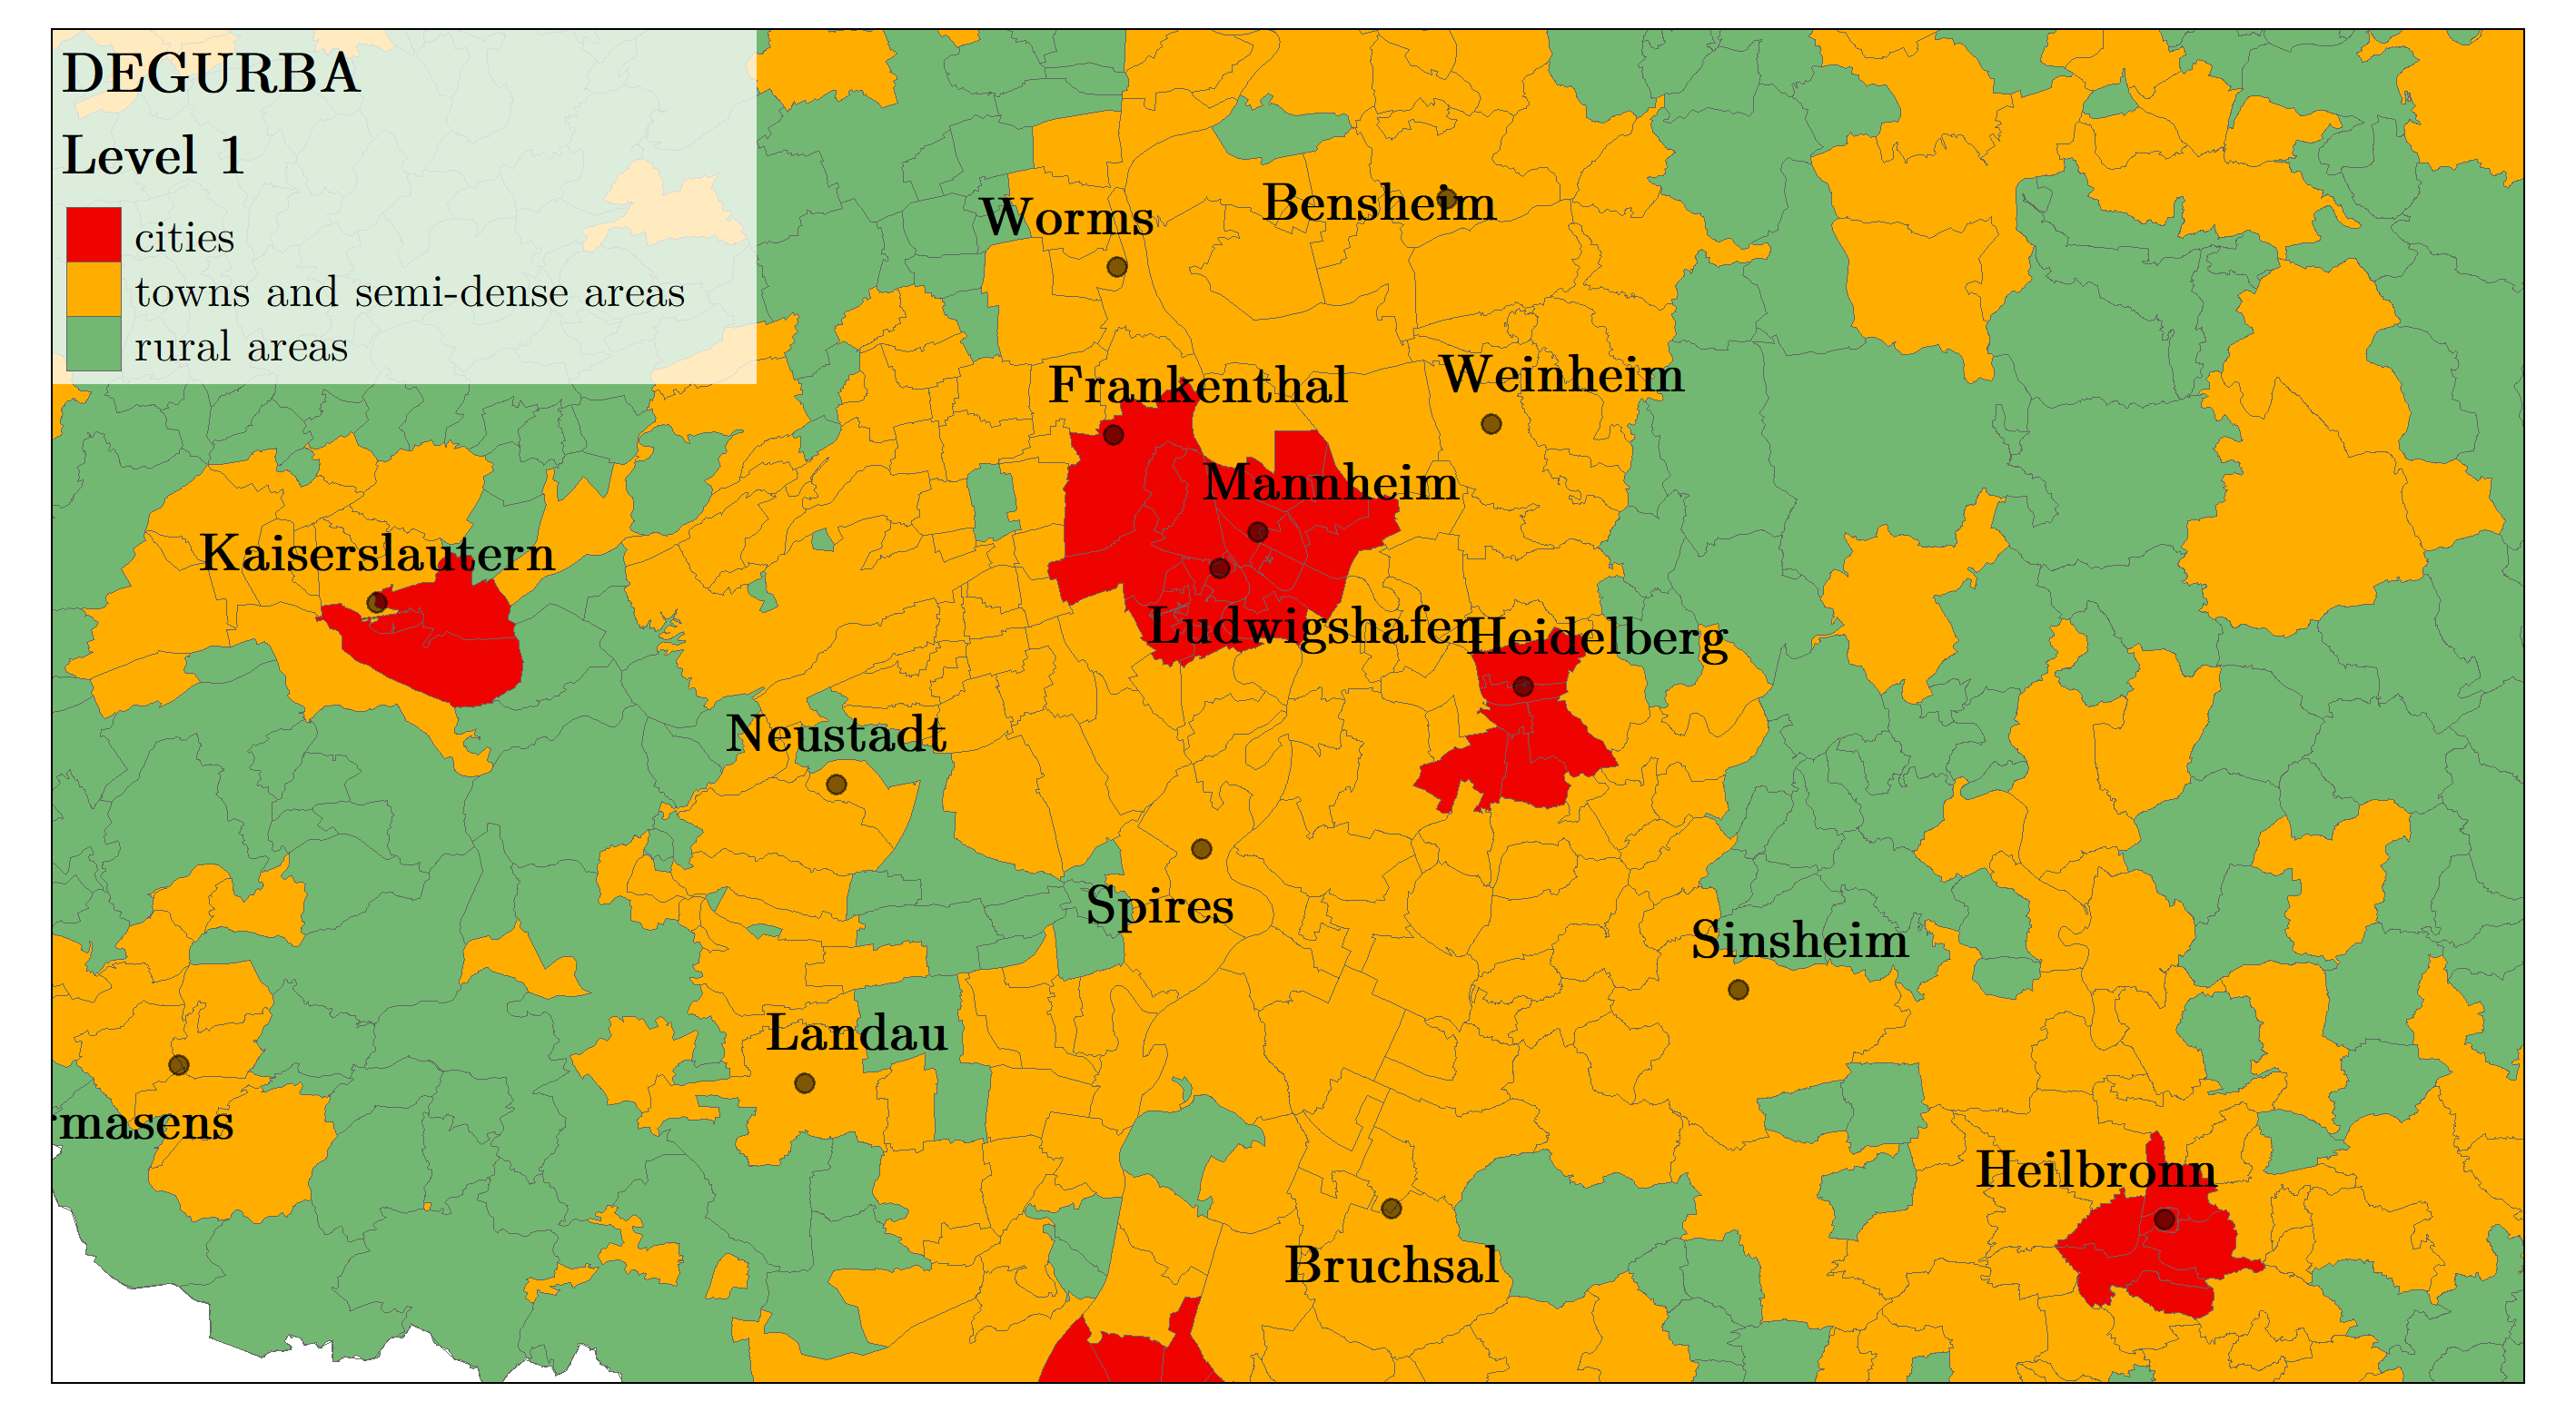 DEGURBA
Level 1
cities
towns and semi-dense areas
rural areas
Worms
Bensheim
Frankenthal
Weinheim
Mannheim
Kaiserslautern
Ludwigshafen
Heidelberg
Neustadt
Spires
Sinsheim
Landau
rmasens
Heilbronn
Bruchsal